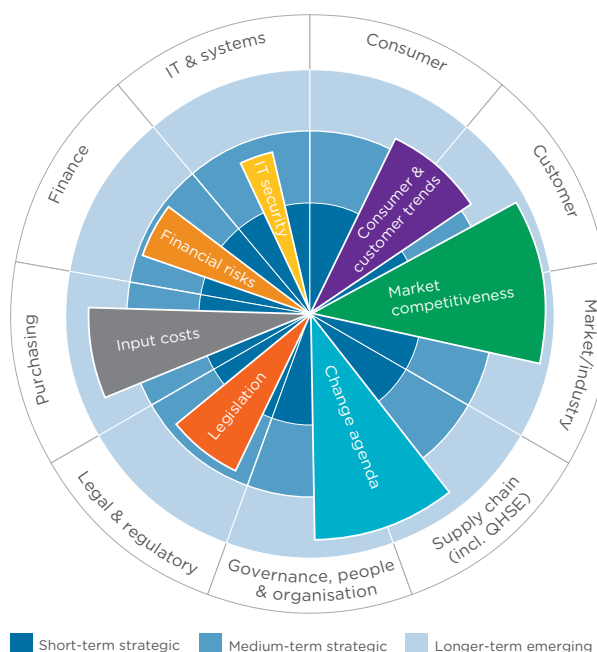 IT & systems
Consumer
Customer
Market/industry
Supply chain
(incl. QHSE)
Governance, people
& organisation
Legal & regulatory
Purchasing
Finance
IT security
Consumer &
customer trends
Market
competitiveness
Change agenda
Legislation
Input costs
Financial risks
Short-term strategic
Medium-term strategic
Longer-term emerging